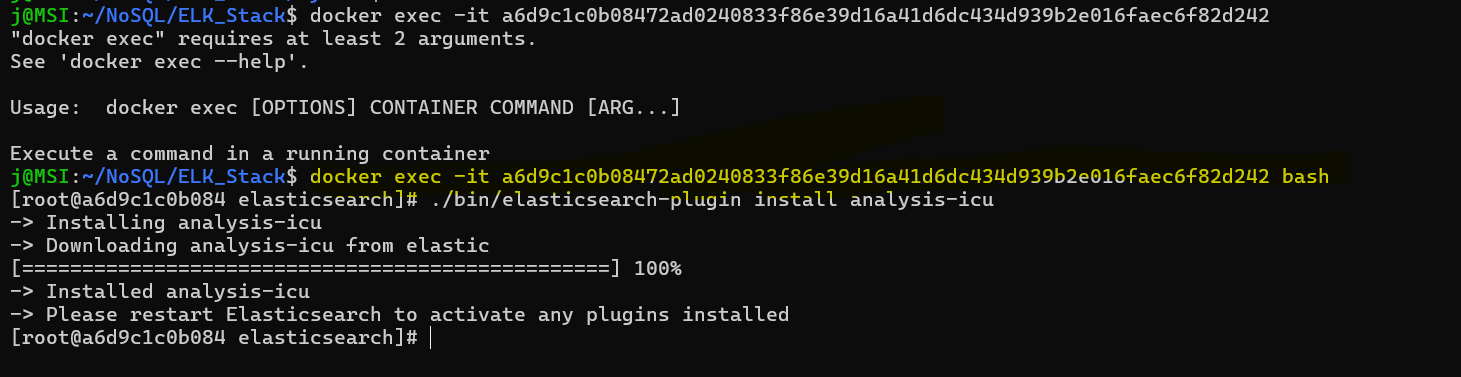 j@MSI:~/NoSQL/ELK_Stack$ docker exec -it a6d9c1c0b08472ad0240833f86e39d16a41d6dc434d939b2e016faec6f82d242
"docker exec" requires at least 2 arguments.
See 'docker exec --help'.
Usage:  docker exec [OPTIONS] CONTAINER COMMAND [ARG...]
Execute a command in a running container
j@MSI:~/NoSQL/ELK_Stack$ docker exec -it a6d9c1c0b08472ad0240833f86e39d16a41d6dc434d939b2e016faec6f82d242 bash
[root@a6d9c1c0b084 elasticsearch]# ./bin/elasticsearch-plugin install analysis-icu
-> Installing analysis-icu
-> Downloading analysis-icu from elastic
[=================================================] 100%
-> Installed analysis-icu
-> Please restart Elasticsearch to activate any plugins installed
[root@a6d9c1c0b084 elasticsearch]#